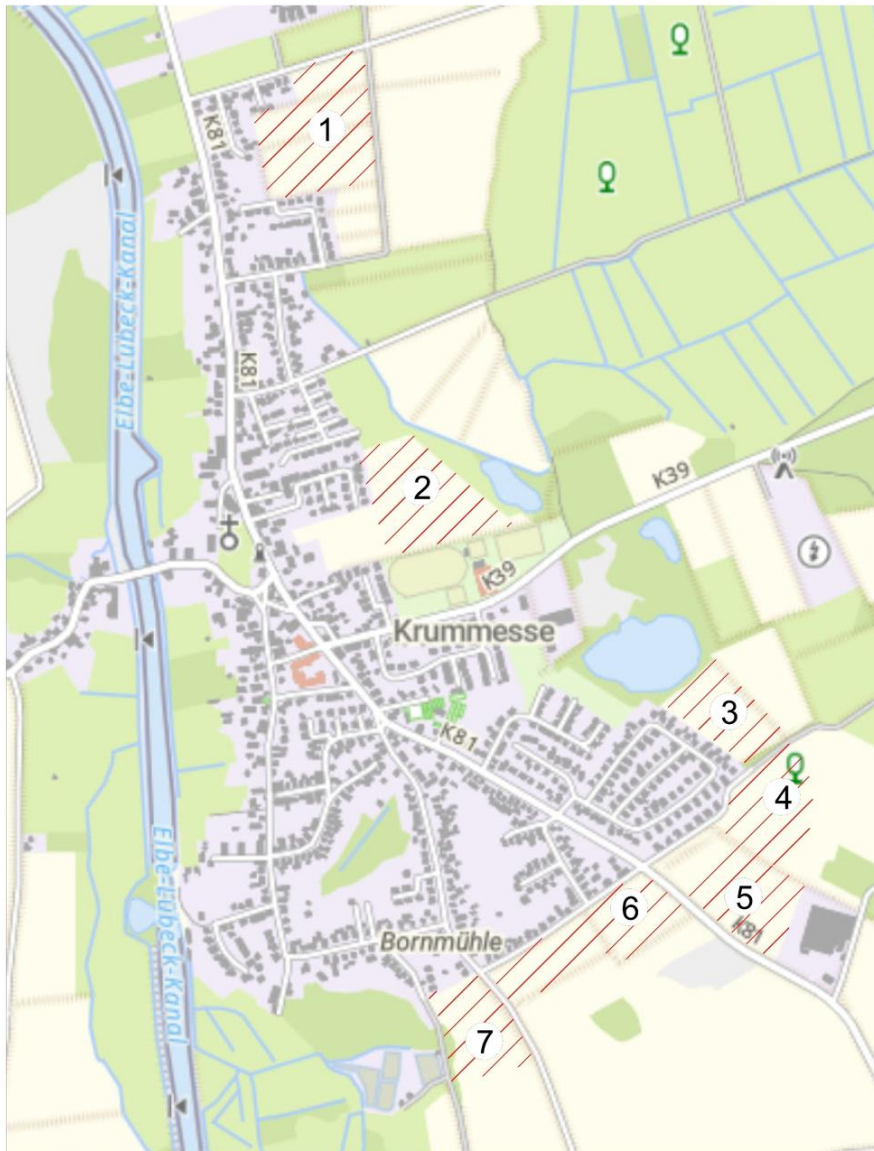 1
K81
Elbe-Lübeck-Kanal
K81
2
K39
K39
Krummesse
3
K81
4
5
6
K81
Bornmühle
Elbe-Lübeck-Kanal
7